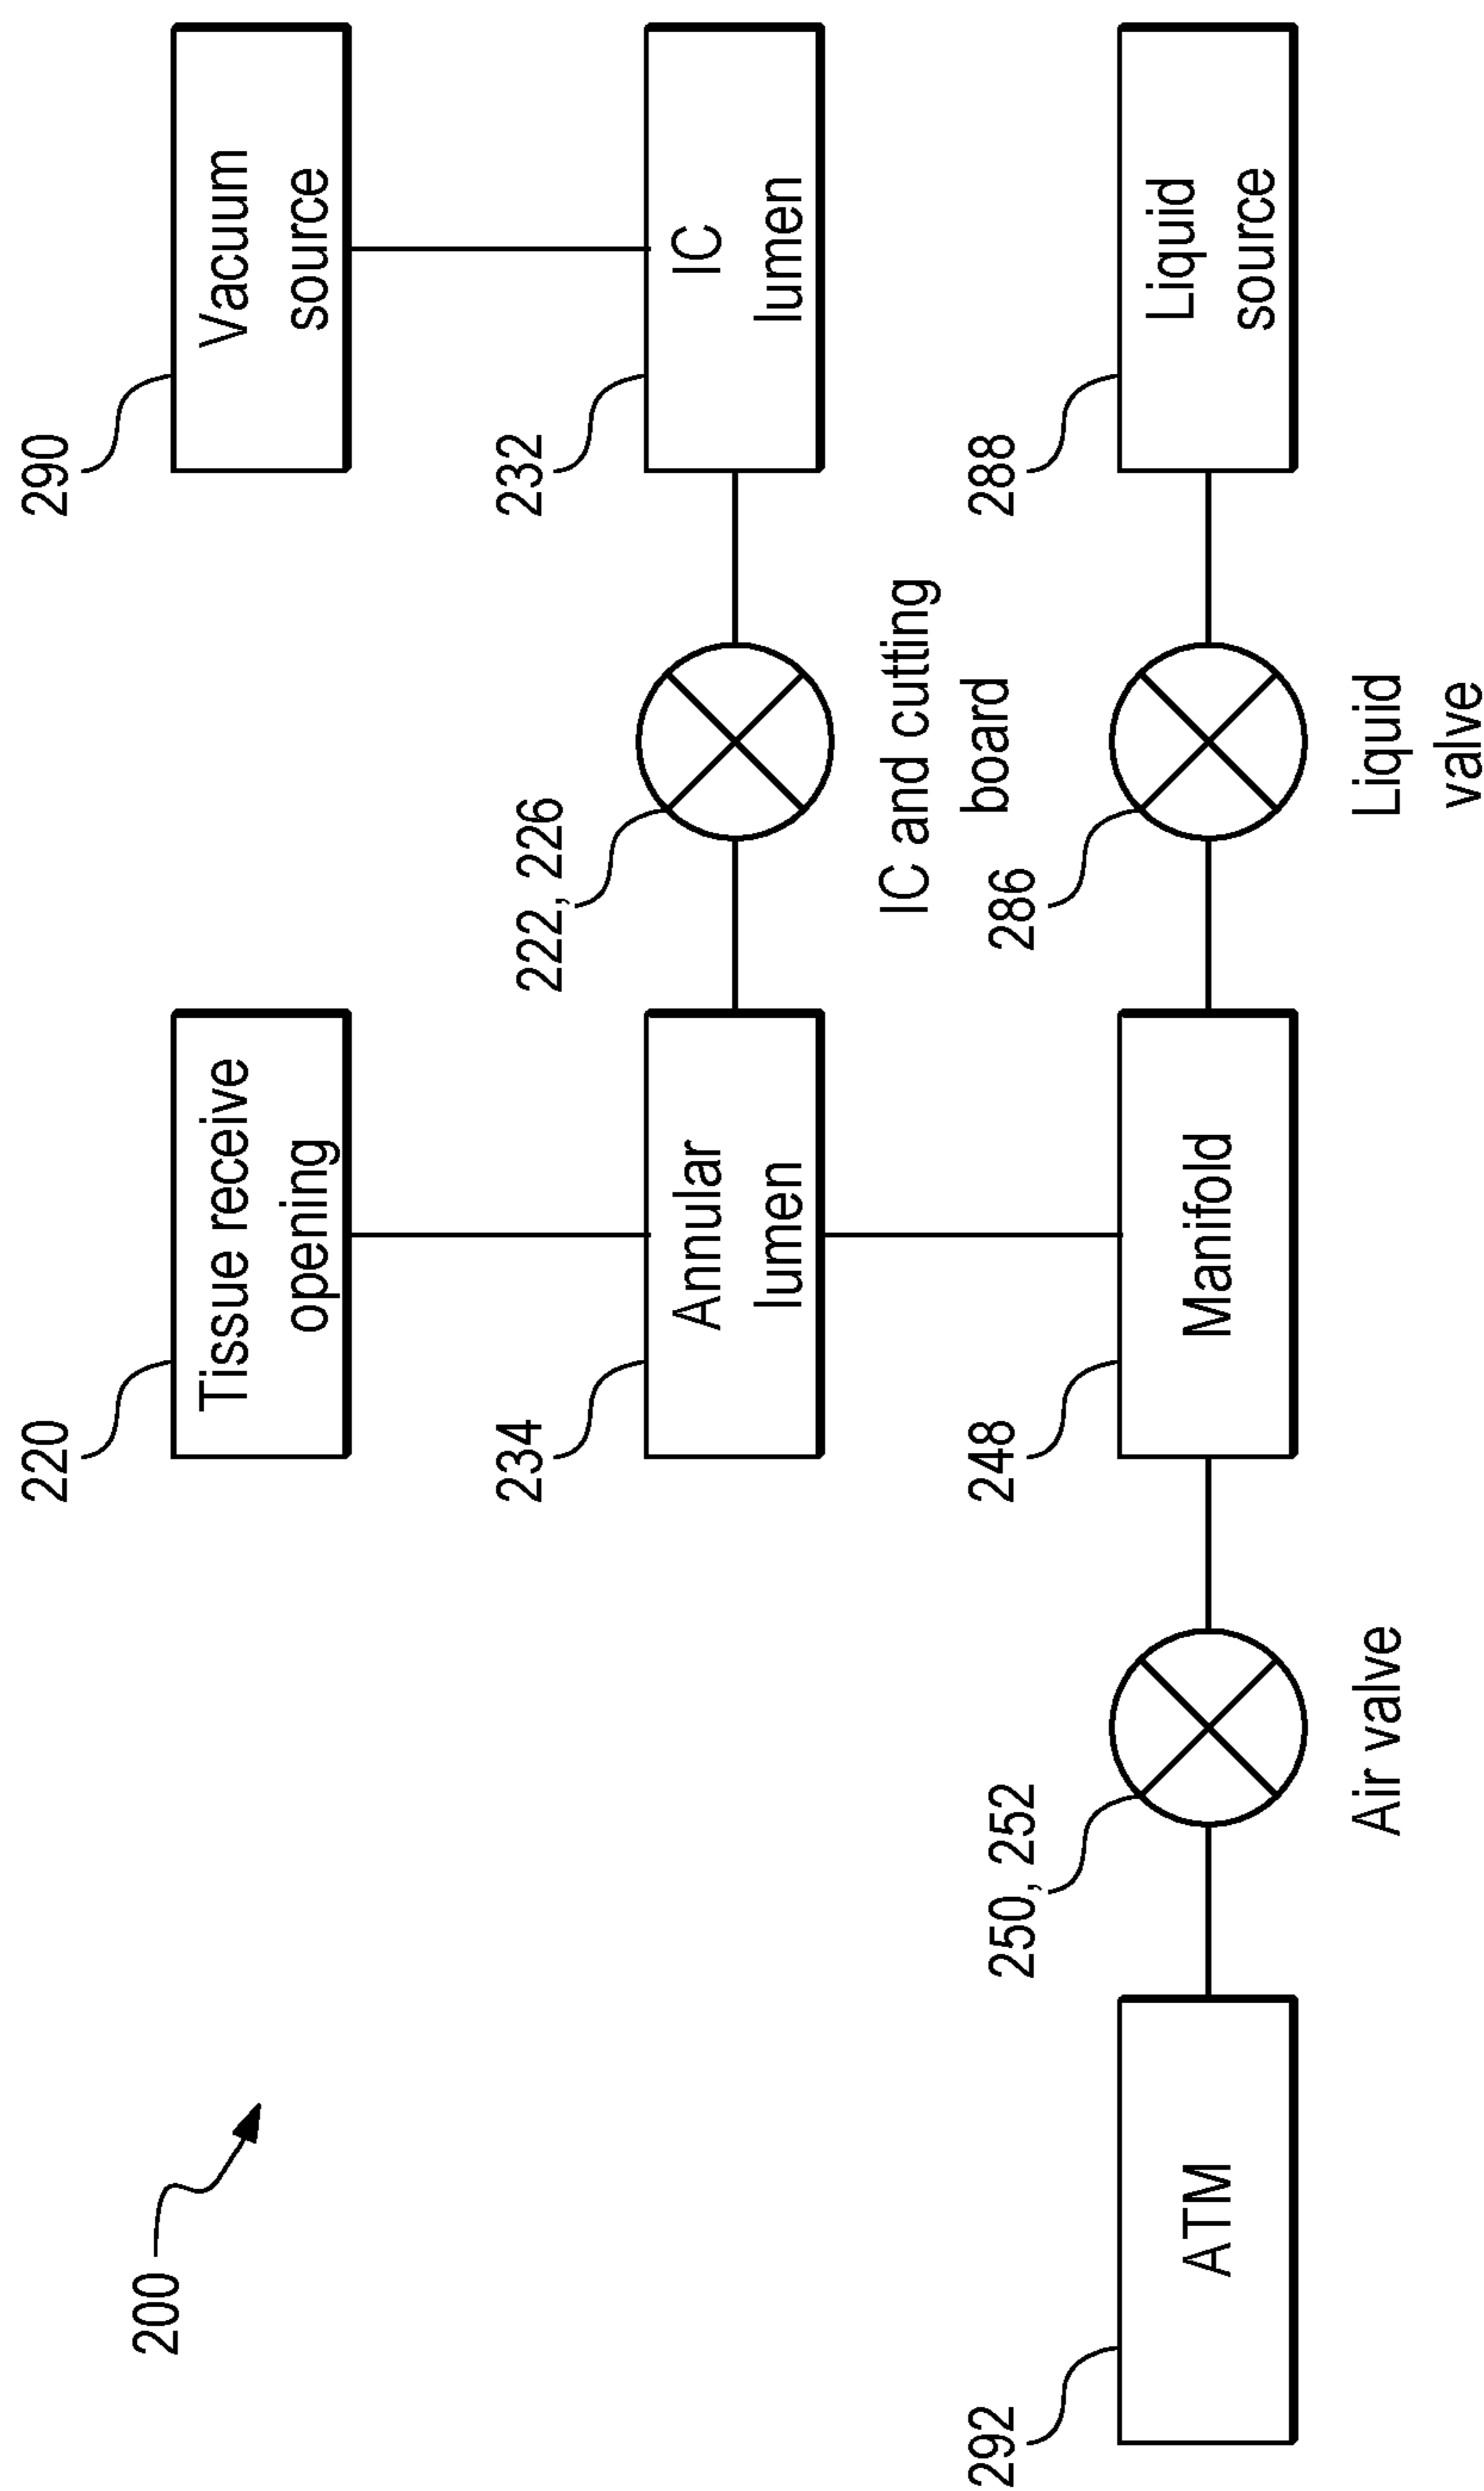 200
220
Tissue receive
opening
290
Vacuum
source
234
Annular
lumen
222, 226
IC and cutting
board
232
IC
lumen
292
ATM
250, 252
Air valve
248
Manifold
286
Liquid
valve
288
Liquid
source